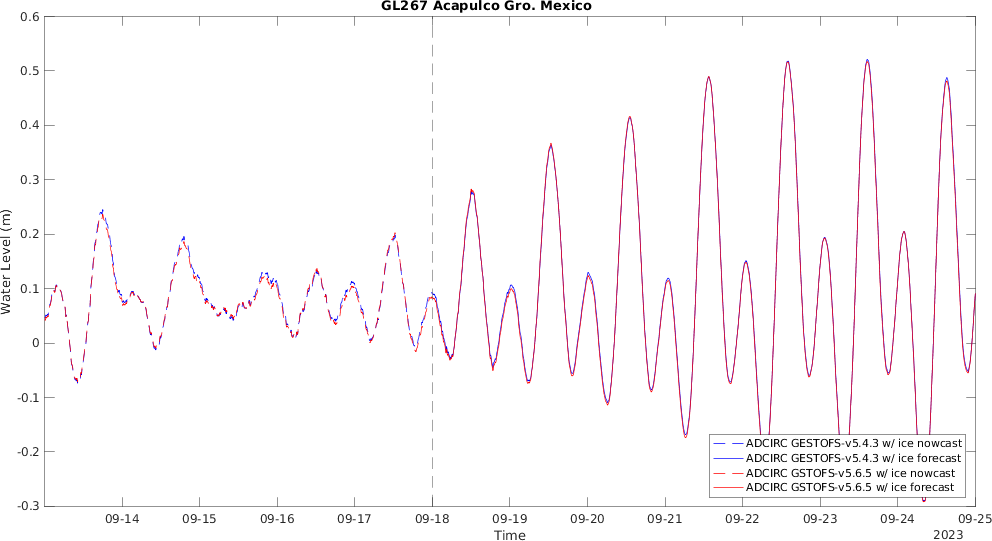 GL267 Acapulco Gro. Mexico
0.6
0.5
0.4
0.3
0.2
0.1
0
-0.1
-0.2
-0.3
Water Level (m)
ADCIRC GESTOFS-v5.4.3 w/ ice nowcast
ADCIRC GESTOFS-v5.4.3 w/ ice forecast
ADCIRC GSTOFS-v5.6.5 w/ ice nowcast
ADCIRC GSTOFS-v5.6.5 w/ ice forecast
09-14 09-15 09-16 09-17 09-18 09-19 09-20 09-21 09-22 09-23 09-24 09-25
Time
2023